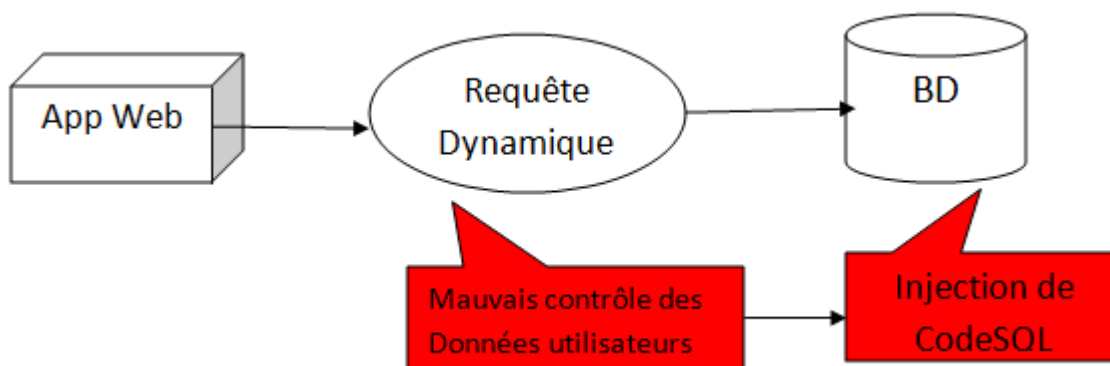 App Web
Requête
Dynamique
BD
Mauvais contrôle des
Données utilisateurs
Injection de
CodeSQL